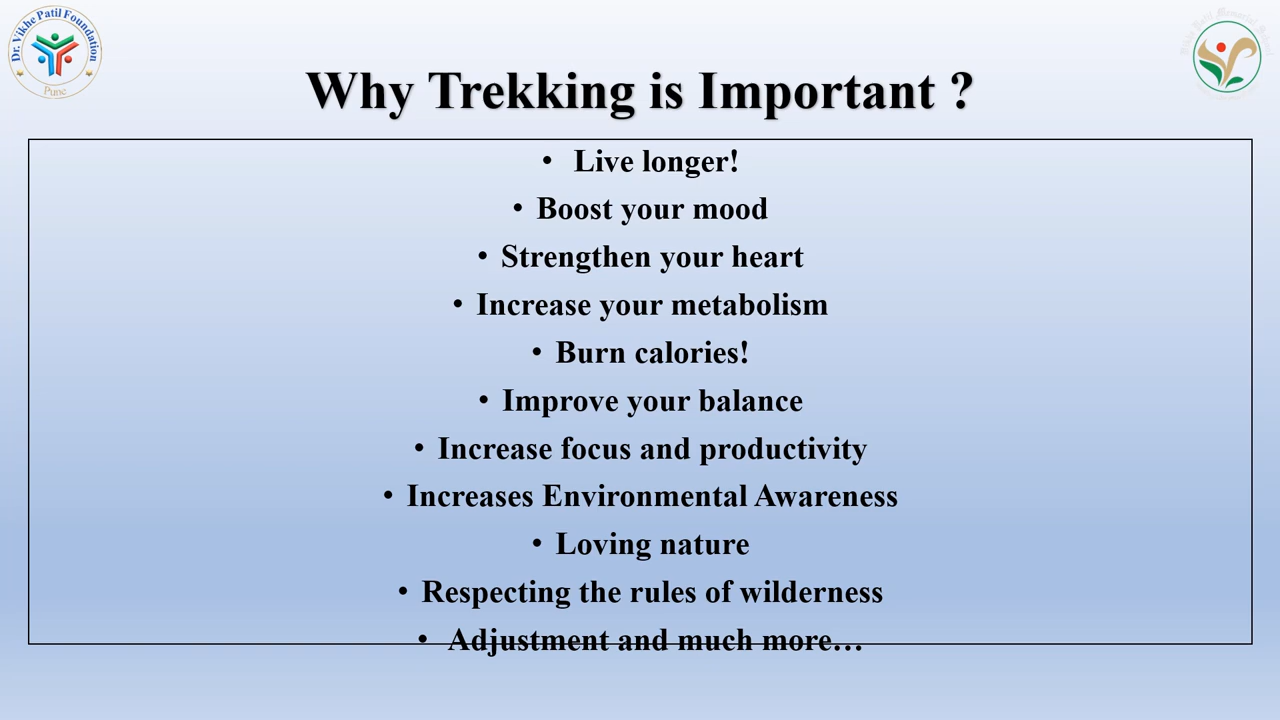 Dr. Vikhe Patil Foundation
Pune
Why Trekking is Important ?
• Live longer!
• Boost your mood
• Strengthen your heart
• Increase your metabolism
• Burn calories!
• Improve your balance
• Increase focus and productivity
• Increases Environmental Awareness
• Loving nature
• Respecting the rules of wilderness
• Adjustment and much more…